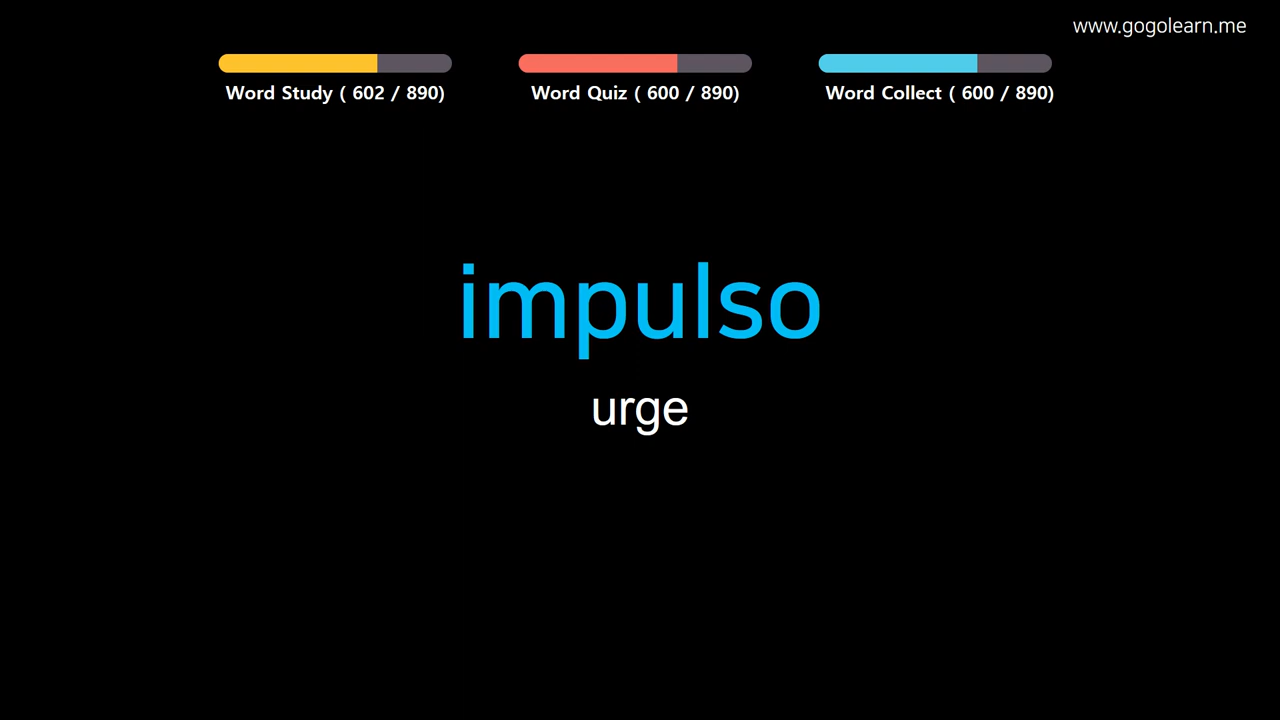 www.gogolearn.me
Word Study ( 602 / 890)
Word Quiz ( 600 / 890)
Word Collect ( 600 / 890)
impulso
urge